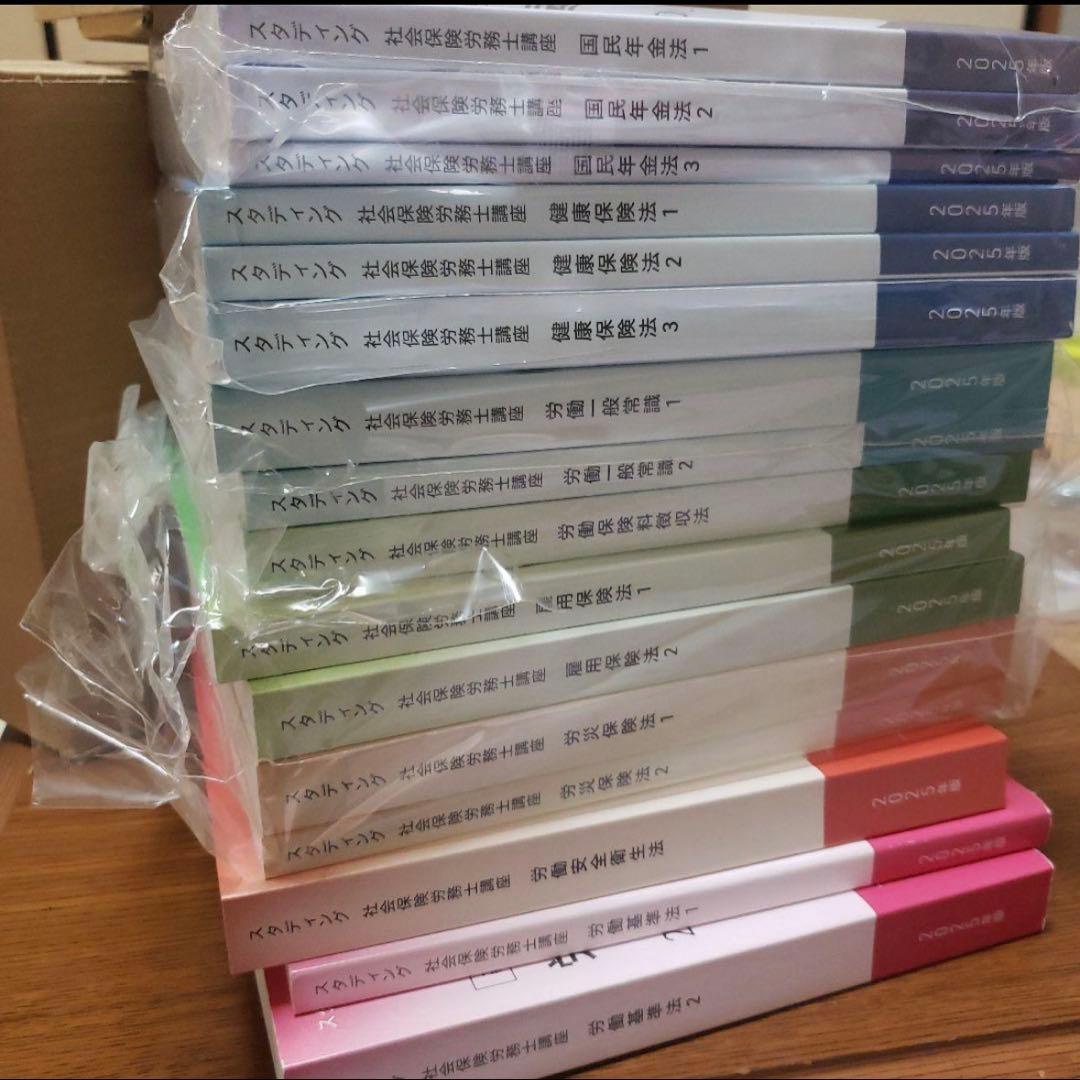 スタディング 社会保険労務士講座 国民年金法1 2025年版
スタディング 社会保険労務士講座 国民年金法2 2025年版
スタディング 社会保険労務士講座 国民年金法3 2025年版
スタディング 社会保険労務士講座 健康保険法1 2025年版
スタディング 社会保険労務士講座 健康保険法2 2025年版
スタディング 社会保険労務士講座 健康保険法3 2025年版
スタディング 社会保険労務士講座 労働一般常識1 2025年版
スタディング 社会保険労務士講座 労働一般常識2 2025年版
スタディング 社会保険労務士講座 労働保険料徴収法 2025年版
スタディング 社会保険労務士講座 雇用保険法1 2025年版
スタディング 社会保険労務士講座 雇用保険法2 2025年版
スタディング 社会保険労務士講座 労災保険法1 2025年版
スタディング 社会保険労務士講座 労災保険法2
スタディング 社会保険労務士講座 労働安全衛生法 2025年版
スタディング 社会保険労務士講座 労働基準法1 2025年版
社会保険労務士講座 労働基準法2 2025年版